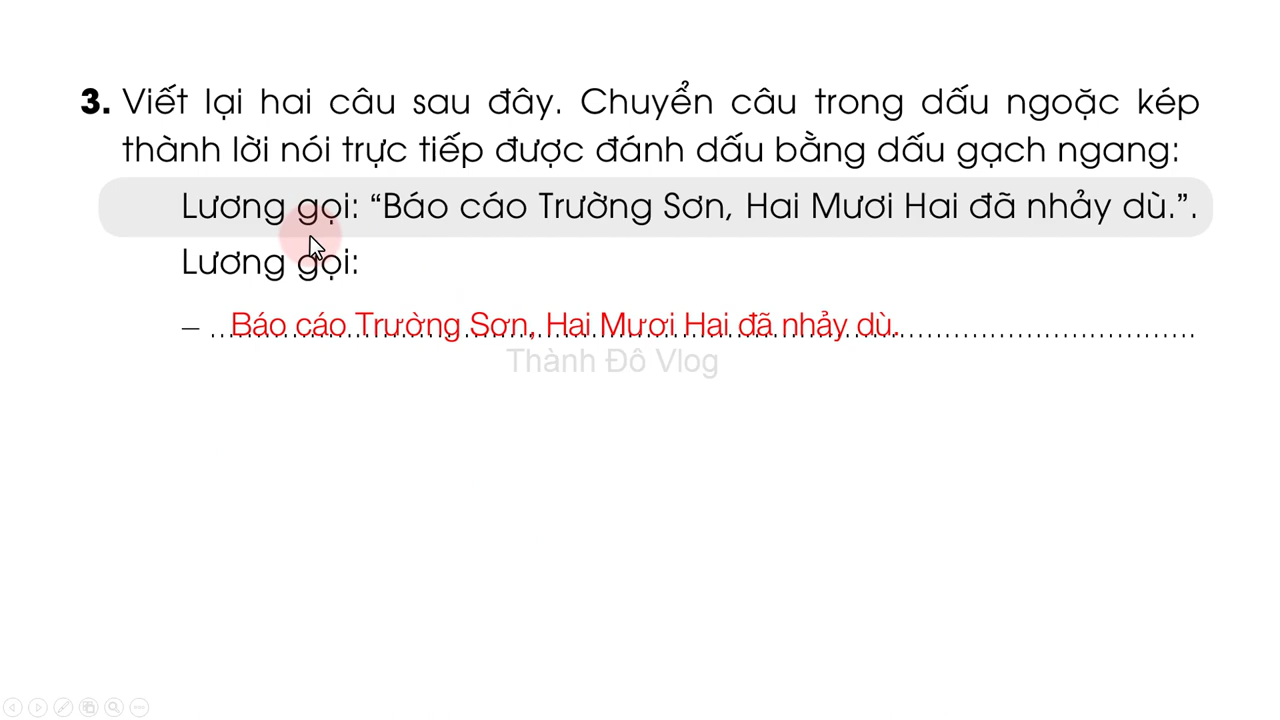 3. Viết lại hai câu sau đây. Chuyển câu trong dấu ngoặc kép
thành lời nói trực tiếp được đánh dấu bằng dấu gạch ngang:
Lương gọi: “Báo cáo Trường Sơn, Hai Mươi Hai đã nhảy dù.”.
Lương gọi:
– Báo cáo Trường Sơn, Hai Mươi Hai đã nhảy dù.
Thành Đô Vlog